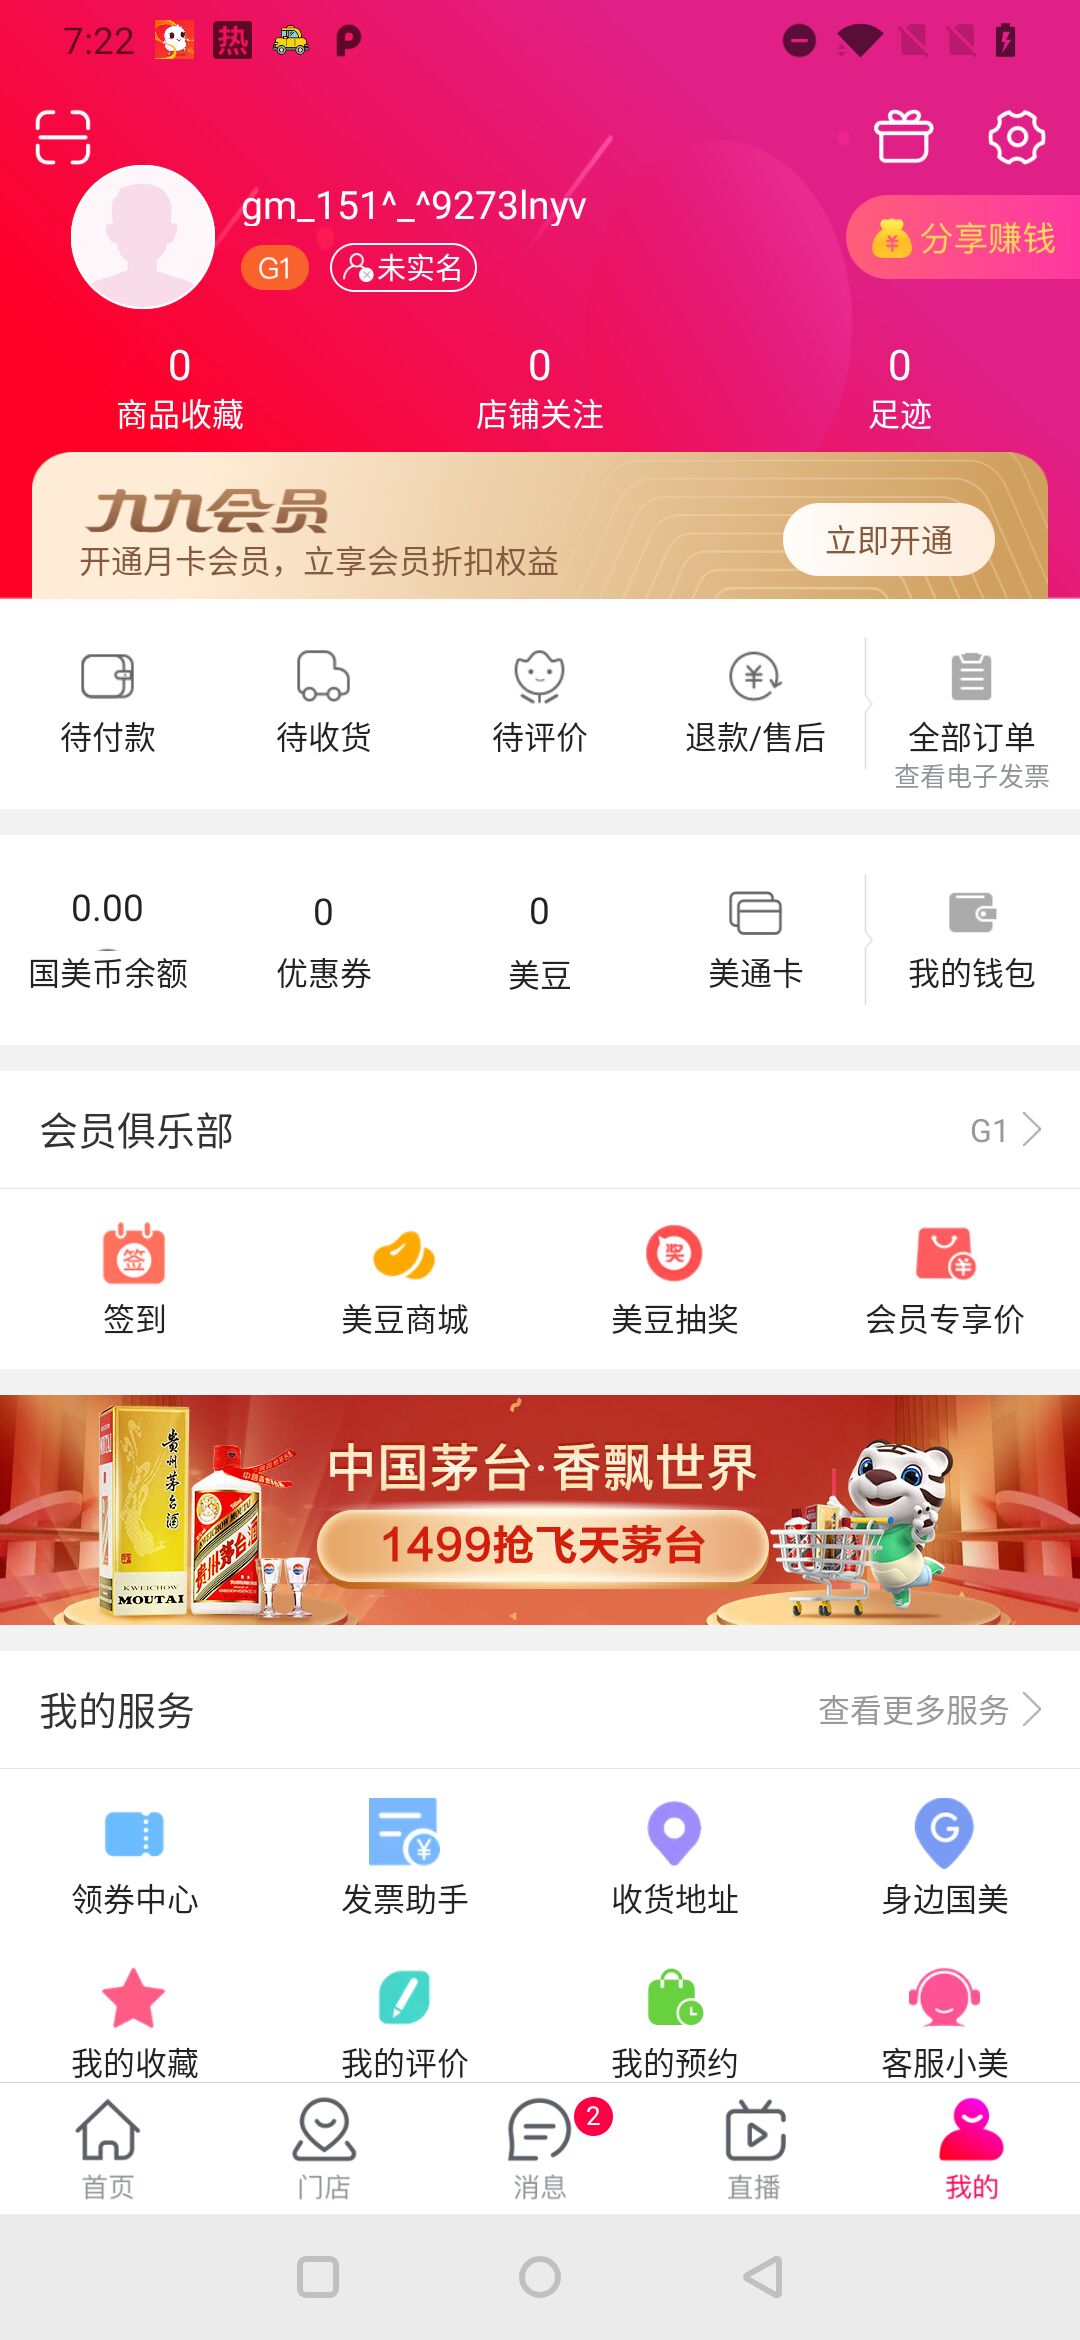 7:22
热
gm_151^_^9273lnyv
G1
未实名
分享赚钱
0
0
0
商品收藏
店铺关注
足迹
九九会员
开通月卡会员，立享会员折扣权益
立即开通
待付款
待收货
待评价
退款/售后
全部订单
查看电子发票
0.00
0
0
国美币余额
优惠券
美豆
美通卡
我的钱包
会员俱乐部
G1
签
奖
签到
美豆商城
美豆抽奖
会员专享价
贵州茅台酒
KWEICHOW
MOUTAI
贵州茅台酒
中国茅台·香飘世界
1499抢飞天茅台
我的服务
查看更多服务
G
领券中心
发票助手
收货地址
身边国美
我的收藏
我的评价
我的预约
客服小美
2
首页
门店
消息
直播
我的